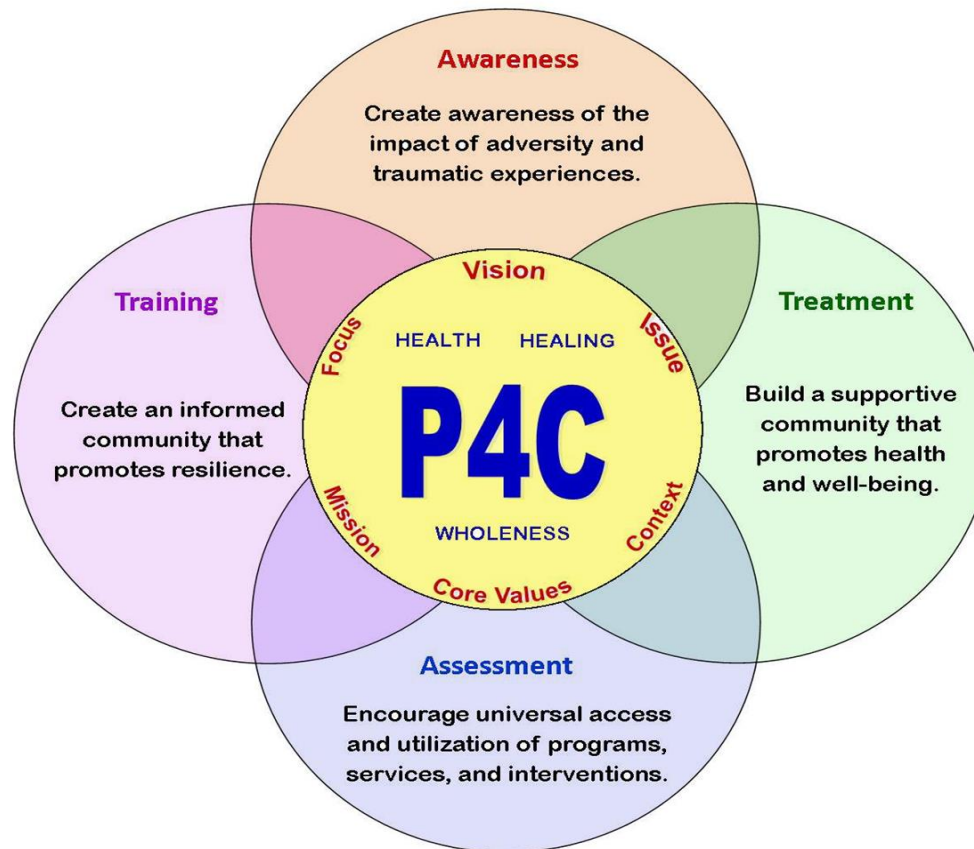 Awareness
Create awareness of the
impact of adversity and
traumatic experiences.
Training
Create an informed
community that
promotes resilience.
Vision
Focus
Issue
HEALTH HEALING
P4C
WHOLENESS
Mission
Context
Core Values
Treatment
Build a supportive
community that
promotes health
and well-being.
Assessment
Encourage universal access
and utilization of programs,
services, and interventions.